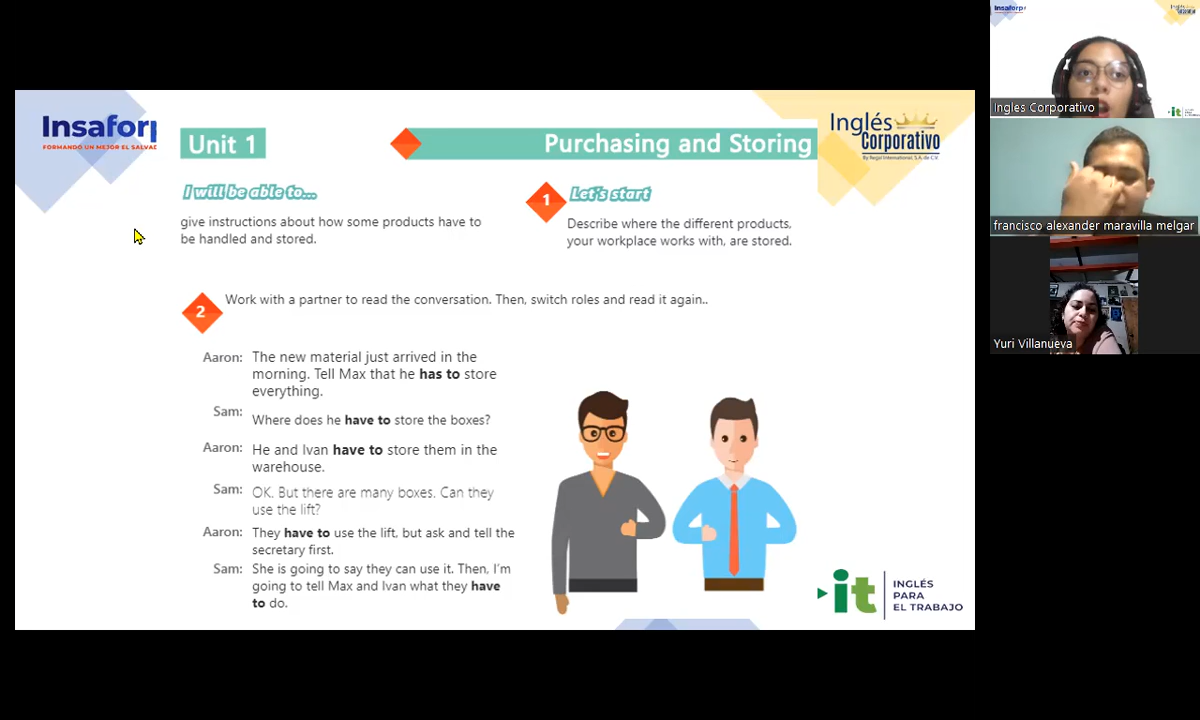 Insafor
FORMANDO UN MEJOR EL SALVAD
Unit 1
Purchasing and Storing
Inglés
Corporativo
By Regal International, S.A. de C.V.
I will be able to...
give instructions about how some products have to
be handled and stored.
1
Let's start
Describe where the different products,
your workplace works with, are stored.
2
Work with a partner to read the conversation. Then, switch roles and read it again..
Aaron: The new material just arrived in the
morning. Tell Max that he has to store
everything.
Sam: Where does he have to store the boxes?
Aaron: He and Ivan have to store them in the
warehouse.
Sam: OK. But there are many boxes. Can they
use the lift?
Aaron: They have to use the lift, but ask and tell the
secretary first.
Sam: She is going to say they can use it. Then, I'm
going to tell Max and Ivan what they have
to do.
it
INGLÉS
PARA
EL TRABAJO
Insaforp
Ingles Corporativo
it
francisco alexander maravilla melgar
Yuri Villanueva